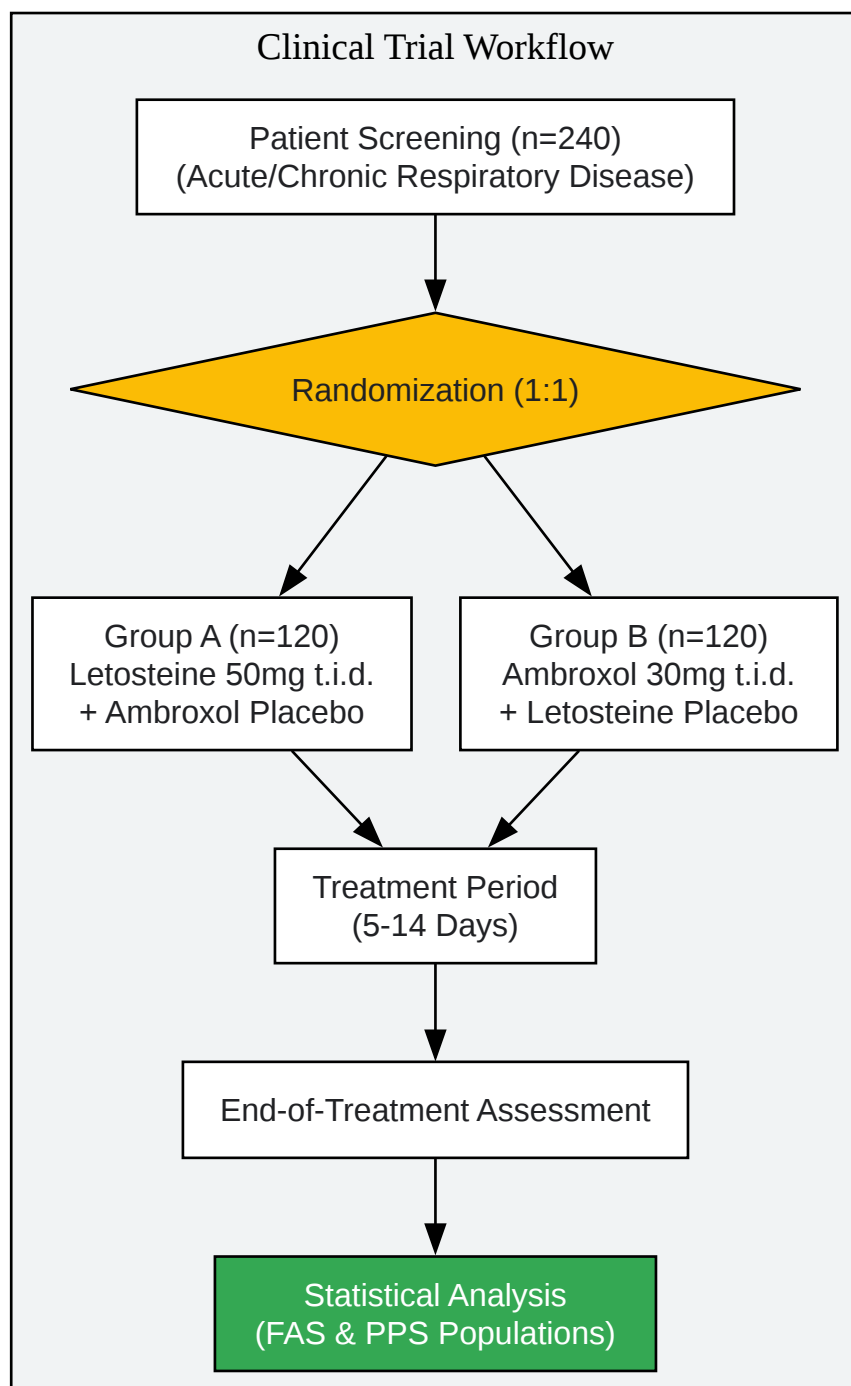 Clinical Trial Workflow
Patient Screening (n=240)
(Acute/Chronic Respiratory Disease)
Randomization (1:1)
Group A (n=120)
Letosteine 50mg t.i.d.
+ Ambroxol Placebo
Group B (n=120)
Ambroxol 30mg t.i.d.
+ Letosteine Placebo
Treatment Period
(5-14 Days)
End-of-Treatment Assessment
Statistical Analysis
(FAS & PPS Populations)